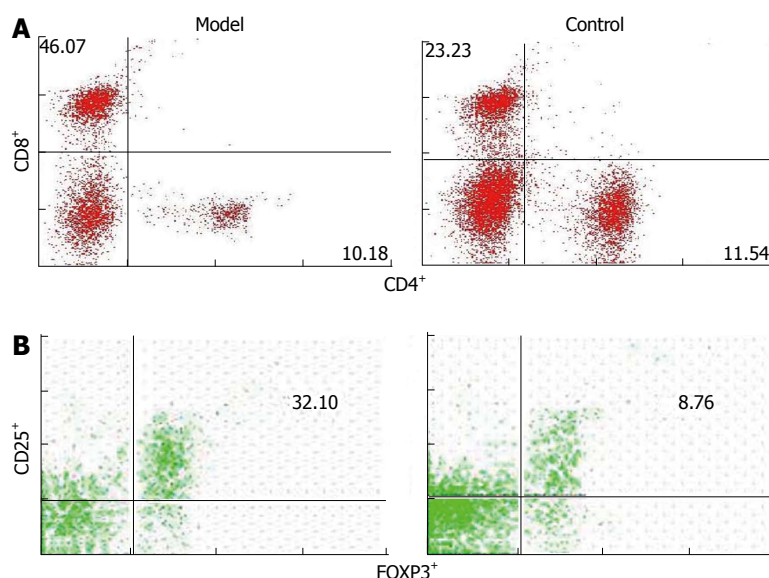 A
Model
Control
46.07
23.23
CD8+
10.18
11.54
CD4+
B
32.10
8.76
CD25+
FOXP3+